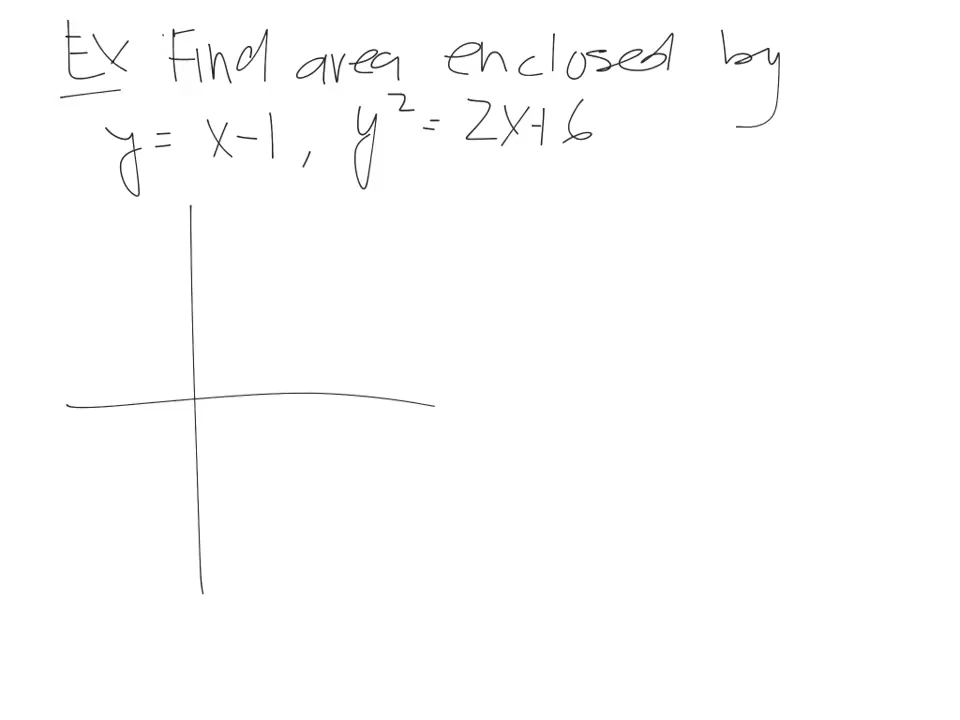 Ex Find area enclosed by
y = x-1, y² = 2x+6